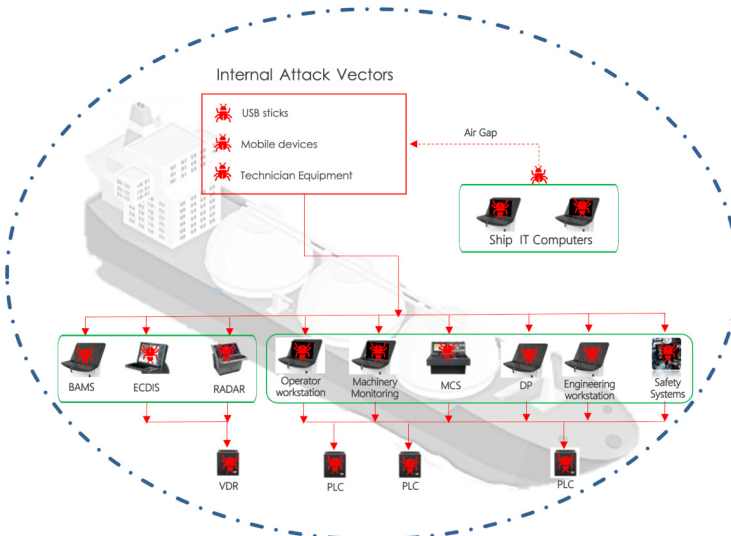 Internal Attack Vectors
USB sticks
Mobile devices
Technician Equipment
Air Gap
Ship IT Computers
BAMS
ECDIS
RADAR
Operator
workstation
Machinery
Monitoring
MCS
DP
Engineering
workstation
Safety
Systems
VDR
PLC
PLC
PLC